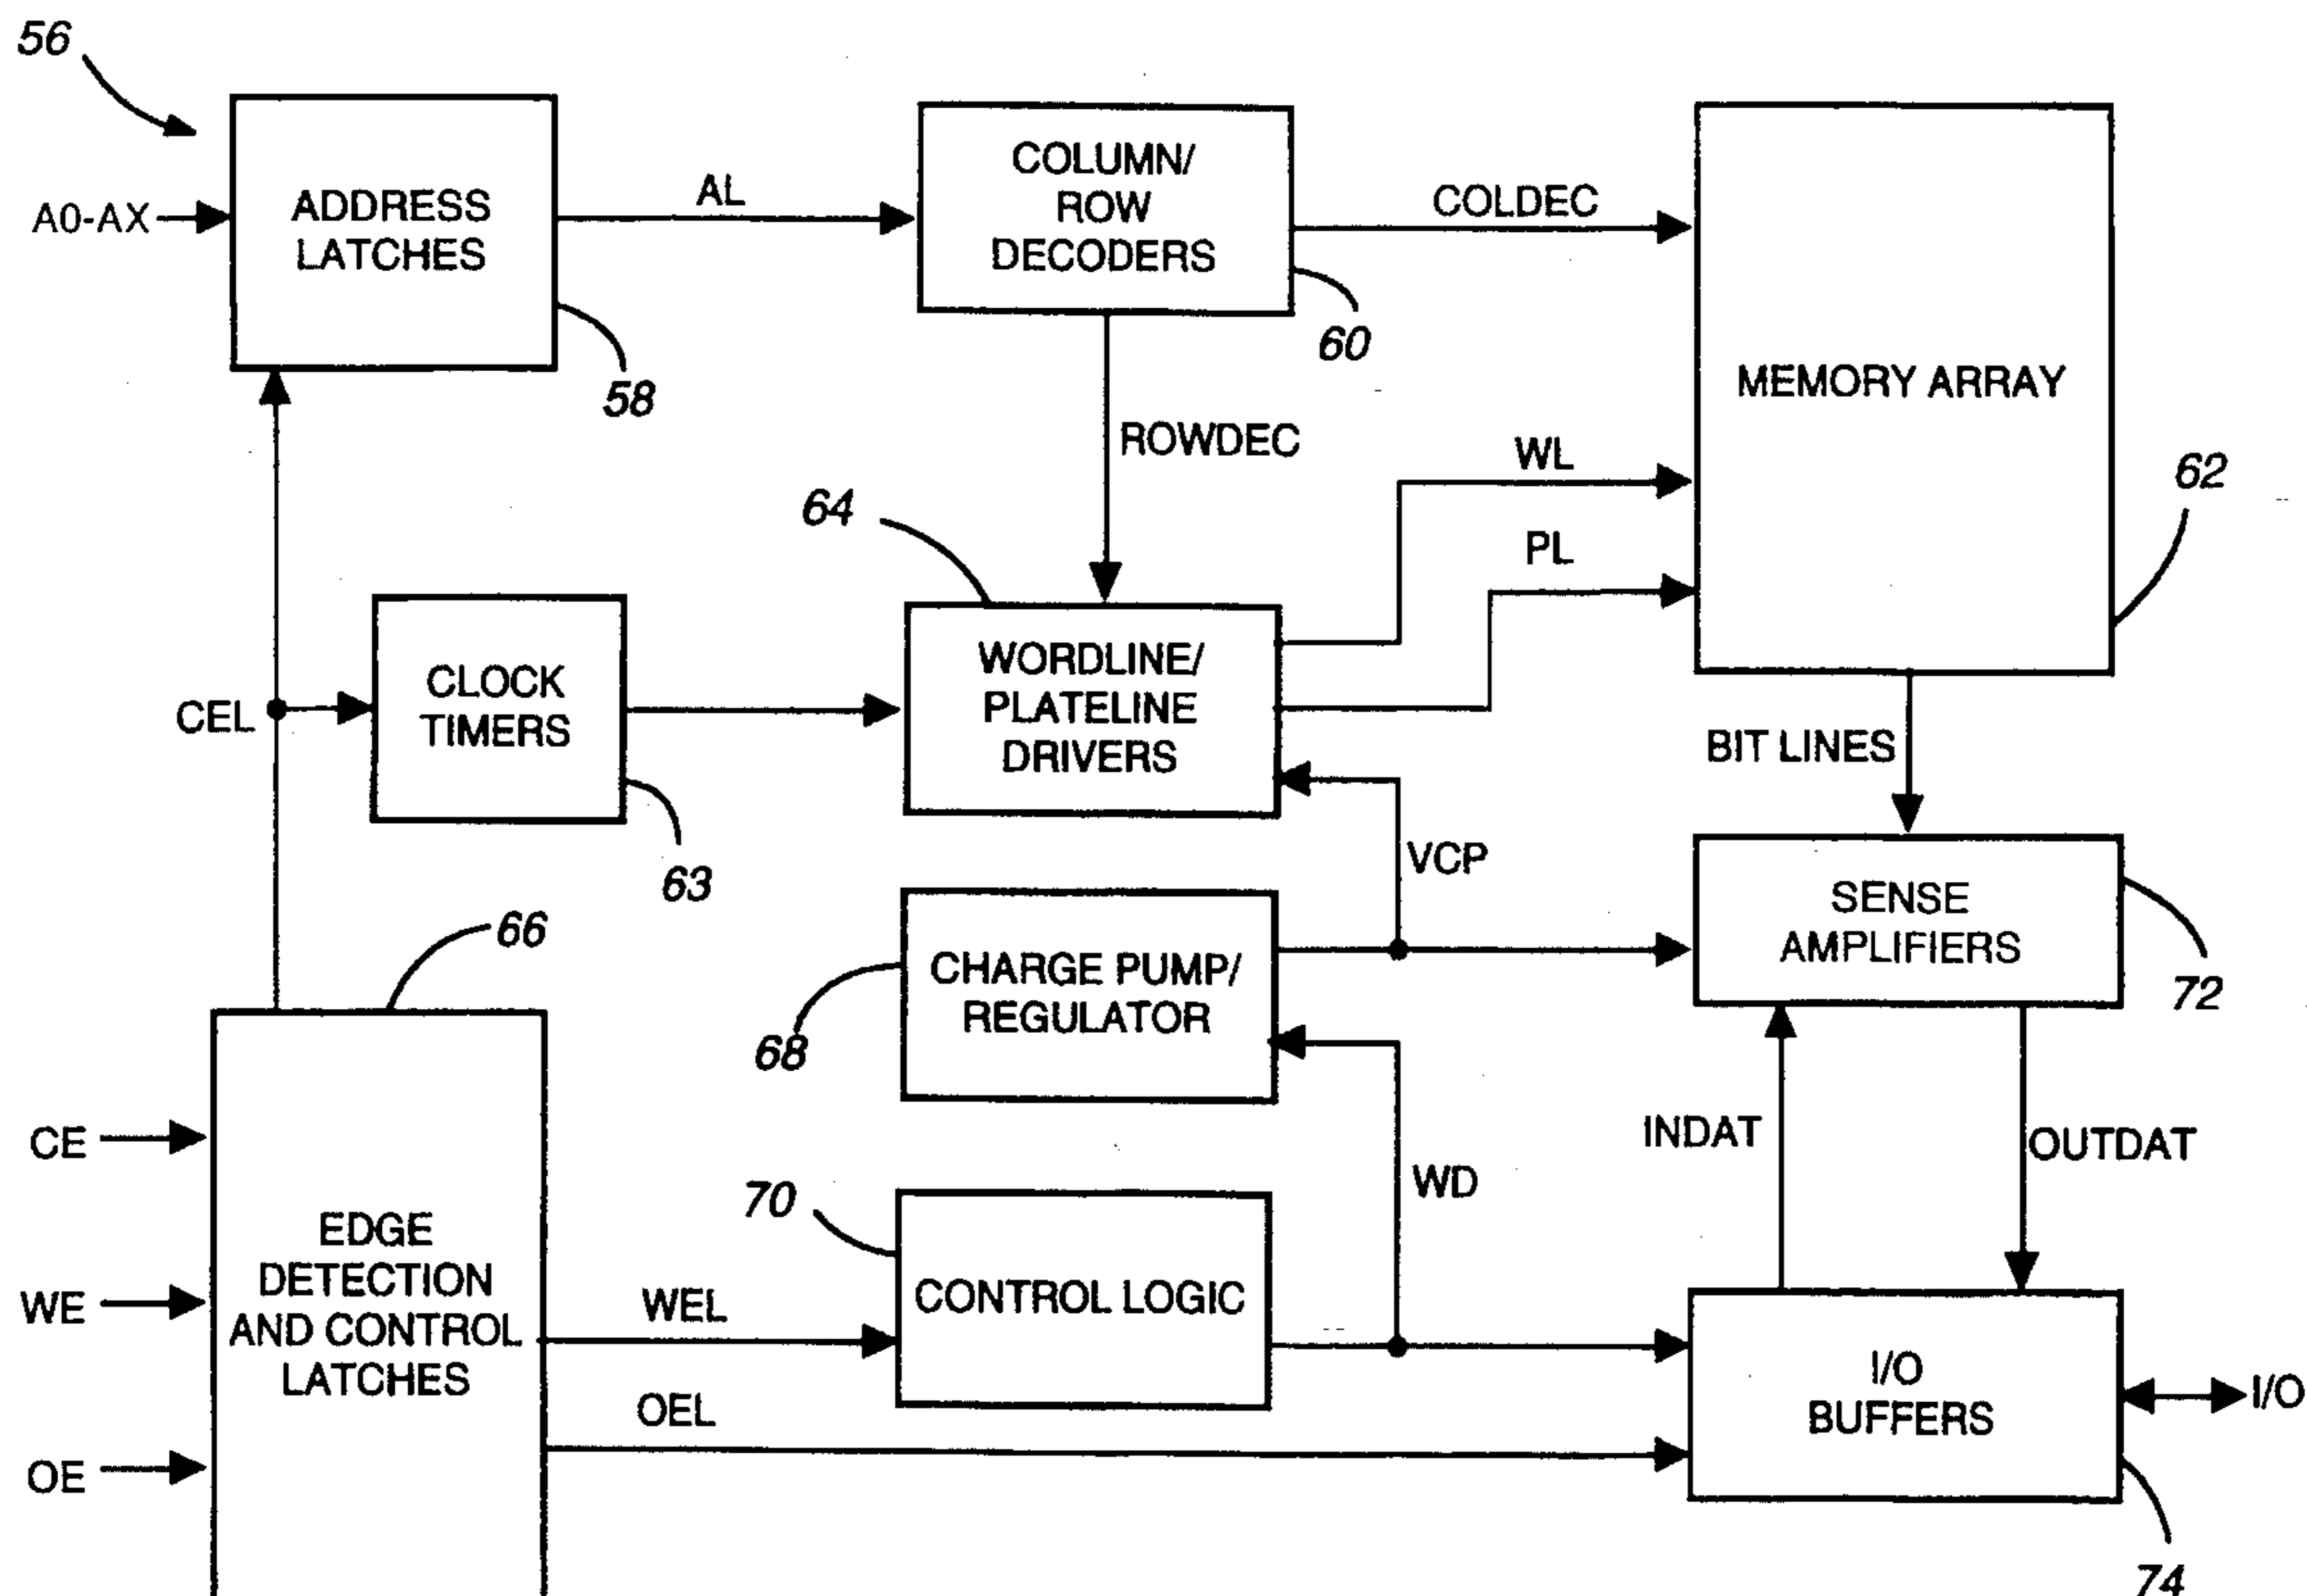 56
A0-AX
ADDRESS
LATCHES
58
AL
COLUMN/
ROW
DECODERS
60
COLDEC
MEMORY ARRAY
62
ROWDEC
WL
PL
64
WORDLINE/
PLATELINE
DRIVERS
CEL
CLOCK
TIMERS
63
BIT LINES
VCP
66
68
CHARGE PUMP/
REGULATOR
SENSE
AMPLIFIERS
72
CE
WE
OE
EDGE
DETECTION
AND CONTROL
LATCHES
INDAT
OUTDAT
WD
70
CONTROL LOGIC
WEL
OEL
I/O
BUFFERS
I/O
74